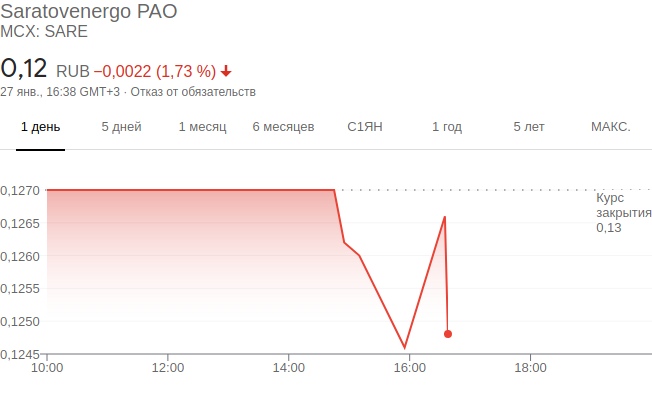 Saratovenergo PAO
MCX: SARE
0,12 RUB −0,0022 (1,73 %)
27 янв., 16:38 GMT+3 · Отказ от обязательств
1 день 5 дней 1 месяц 6 месяцев С1ЯН 1 год 5 лет МАКС.
0,1270
Курс
закрытия
0,13
0,1265
0,1260
0,1255
0,1250
0,1245
10:00 12:00 14:00 16:00 18:00